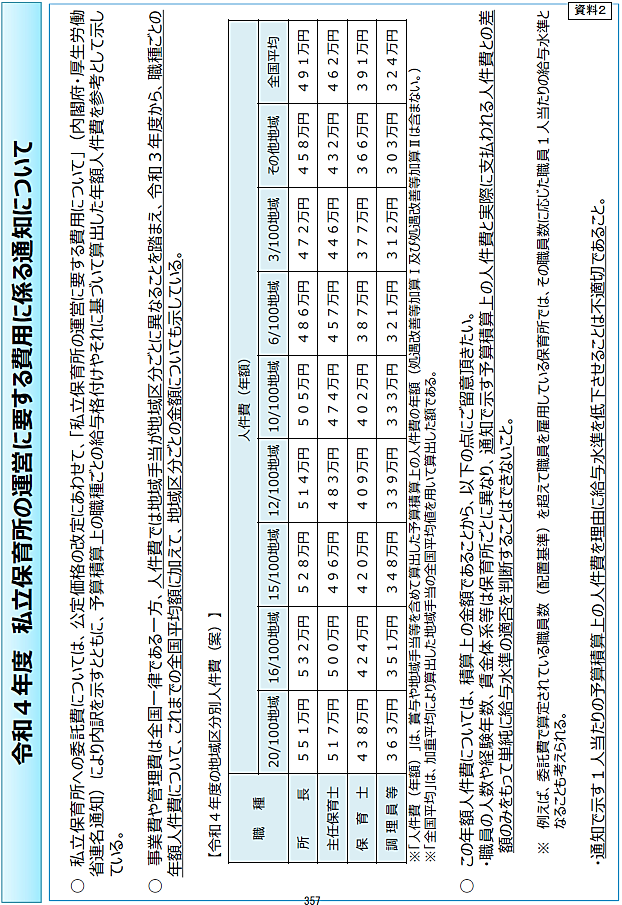 資料2
令和４年度　私立保育所の運営に要する費用に係る通知について
○　私立保育所への委託費については、公定価格の改定にあわせて、「私立保育所の運営に要する費用について」（内閣府・厚生労働
省連名通知）により内訳を示すとともに、予算積算上の職種ごとの給与格付けやそれに基づいて算出した年額人件費を参考として示し
ている。
○　事業費や管理費は全国一律である一方、人件費では地域手当が地域区分ごとに異なることを踏まえ、令和３年度から、職種ごとの
年額人件費について、これまでの全国平均額に加えて、地域区分ごとの金額についても示している。
【令和４年度の地域区分別人件費（案）】
職　種　人件費（年額）
20/100地域　16/100地域　15/100地域　12/100地域　10/100地域　6/100地域　3/100地域　その他地域　全国平均
所　長　５５１万円　５３２万円　５２８万円　５１４万円　５０５万円　４８６万円　４７２万円　４５８万円　４９１万円
主任保育士　５１７万円　５００万円　４９６万円　４８３万円　４７４万円　４５７万円　４４６万円　４３２万円　４６２万円
保　育　士　４３８万円　４２４万円　４２０万円　４０９万円　４０２万円　３８７万円　３７７万円　３６６万円　３９１万円
調理員等　３６３万円　３５１万円　３４８万円　３３９万円　３３３万円　３２１万円　３１２万円　３０３万円　３２４万円
※「人件費（年額）」は、賞与や地域手当等を含めて算出した予算積算上の人件費の年額（処遇改善等加算Ⅰ及び処遇改善等加算Ⅱは含まない。）
※「全国平均」は、加重平均により算出した地域手当の全国平均値を用いて算出した額である。
○　この年額人件費については、積算上の金額であることから、以下の点にご留意頂きたい。
・職員の人数や経験年数、賃金体系等は保育所ごとに異なり、通知で示す予算積算上の人件費と実際に支払われる人件費との差
額のみをもって単純に給与水準の適否を判断することはできないこと。
※　例えば、委託費で算定されている職員数（配置基準）を超えて職員を雇用している保育所では、その職員数に応じた職員１人当たりの給与水準と
なることも考えられる。
・通知で示す１人当たりの予算積算上の人件費を理由に給与水準を低下させることは不適切であること。
357